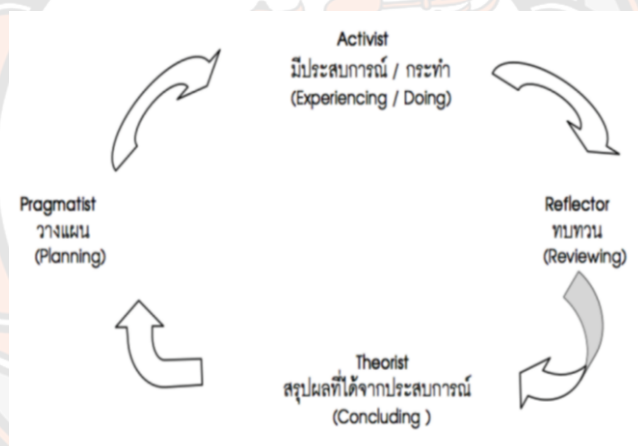 Activist
มีประสบการณ์ / กระทำ
(Experiencing / Doing)
Pragmatist
วางแผน
(Planning)
Reflector
ทบทวน
(Reviewing)
Theorist
สรุปผลที่ได้จากประสบการณ์
(Concluding )